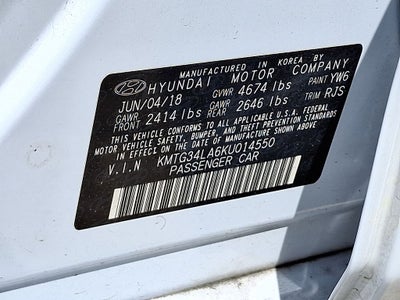 MANUFACTURED IN KOREA BY
HYUNDAI MOTOR COMPANY
JUN/04/18 GVWR 4674 lbs PAINT YW6
GAWR FRONT 2414 lbs GAWR REAR 2646 lbs TRIM RJS
THIS VEHICLE CONFORMS TO ALL APPLICABLE U.S.A. FEDERAL
MOTOR VEHICLE SAFETY, BUMPER, AND THEFT PREVENTION STANDARDS
IN EFFECT ON THE DATE OF MANUFACTURE SHOWN ABOVE.
V.I.N KMTG34LA6KU014550
PASSENGER CAR